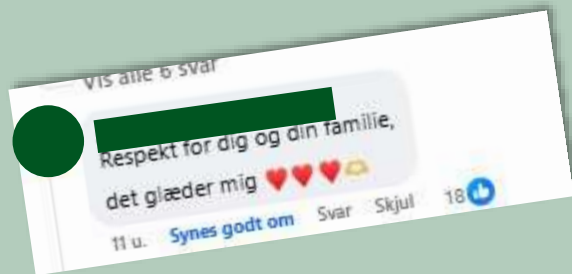 Vis alle 6 svar
Respekt for dig og din familie,
det glæder mig ❤️❤️❤️🫶
11 u. Synes godt om Svar Skjul 18